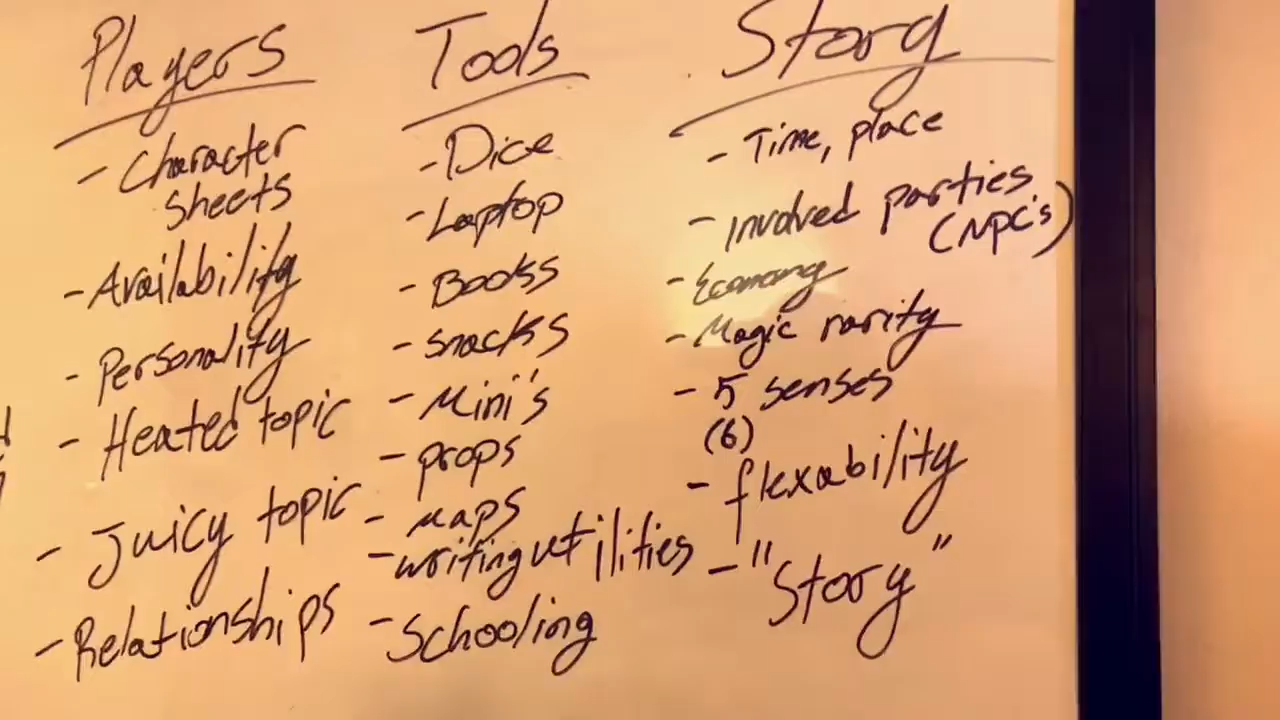 Players
- Character
sheets
- Availability
- Personality
- Heated topic
- Juicy topic
- Relationships
Tools
- Dice
- Laptop
- Books
- snacks
- Mini's
- props
- Maps
- writing utilities
- Schooling
Story
- Time, place
- involved parties
(NPC's)
- Economy
- Magic rarity
- 5 senses
(6)
- flexability
- "Story"